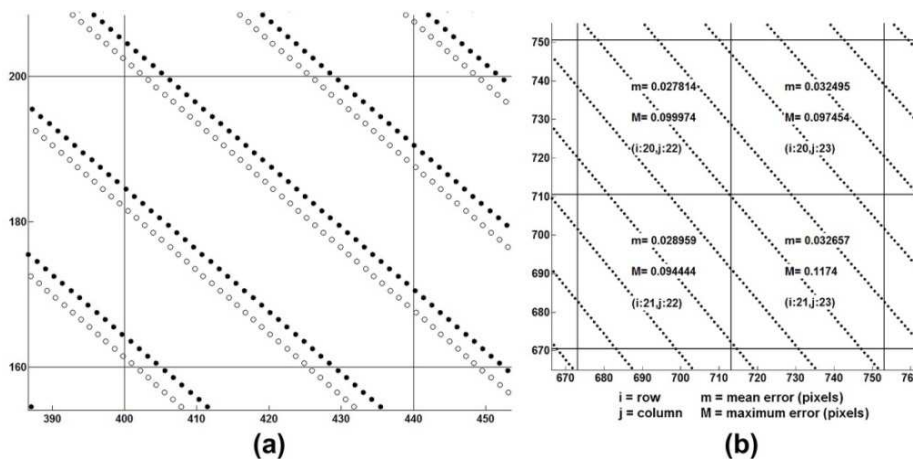 200
180
160
390 400 410 420 430 440 450
(a)
750
740
730
720
710
700
690
680
670
m= 0.027814 m= 0.032495
M= 0.099974 M= 0.097454
(i:20,j:22) (i:20,j:23)
m= 0.028959 m= 0.032657
M= 0.094444 M= 0.1174
(i:21,j:22) (i:21,j:23)
670 680 690 700 710 720 730 740 750 760
i = row m = mean error (pixels)
j = column M = maximum error (pixels)
(b)